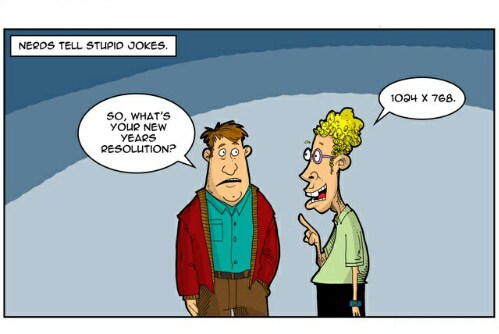 NERDS TELL STUPID JOKES.
SO, WHAT'S
YOUR NEW
YEARS
RESOLUTION?
1024 X 768.